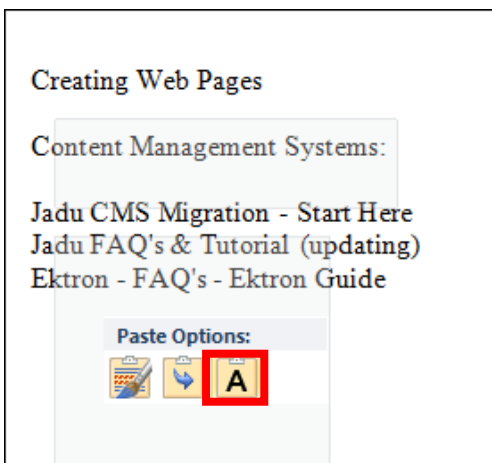 Creating Web Pages
Content Management Systems:
Jadu CMS Migration - Start Here
Jadu FAQ's & Tutorial (updating)
Ektron - FAQ's - Ektron Guide
Paste Options:
A